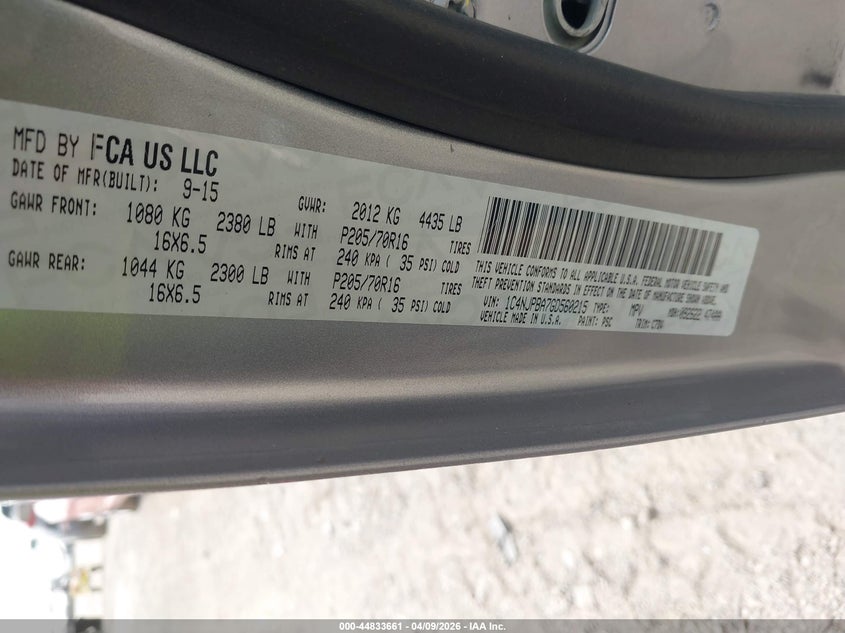 MFD BY FCA US LLC
DATE OF MFR(BUILT): 9-15 GVWR: 2012 KG 4435 LB
GAWR FRONT: 1080 KG 2380 LB WITH P205/70R16 TIRES
16X6.5 RIMS AT 240 KPA ( 35 PSI) COLD
GAWR REAR: 1044 KG 2300 LB WITH P205/70R16 TIRES
16X6.5 RIMS AT 240 KPA ( 35 PSI) COLD
THIS VEHICLE CONFORMS TO ALL APPLICABLE U.S.A. FEDERAL MOTOR VEHICLE SAFETY AND
THEFT PREVENTION STANDARDS IN EFFECT ON THE DATE OF MANUFACTURE SHOWN ABOVE.
VIN: 1C4NJPBA7GD560215 TYPE: MPV MDH:
VEHICLE MADE IN U.S.A. PAINT: PSC TRIM:
000-44833661 | 04/09/2026 | IAA Inc.